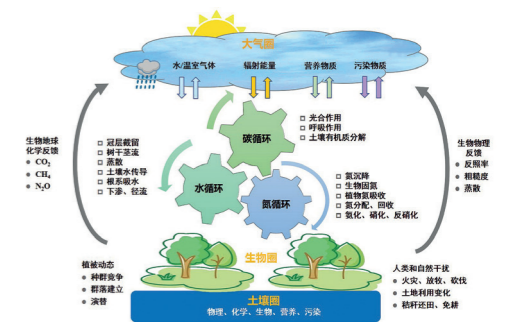 大气圈
水/温室气体
辐射能量
营养物质
污染物质
生物地球
化学反馈
CO₂
CH₄
N₂O
冠层截留
树干茎流
蒸散
土壤水传导
根系吸水
下渗、径流
碳循环
水循环
氮循环
光合作用
呼吸作用
土壤有机质分解
氮沉降
生物固氮
植物氮吸收
氮分配、回收
氨化、硝化、反硝化
生物物理
反馈
反照率
粗糙度
蒸散
生物圈
植被动态
种群竞争
群落建立
演替
人类和自然干扰
火灾、放牧、砍伐
土地利用变化
秸秆还田、免耕
土壤圈
物理、化学、生物、营养、污染